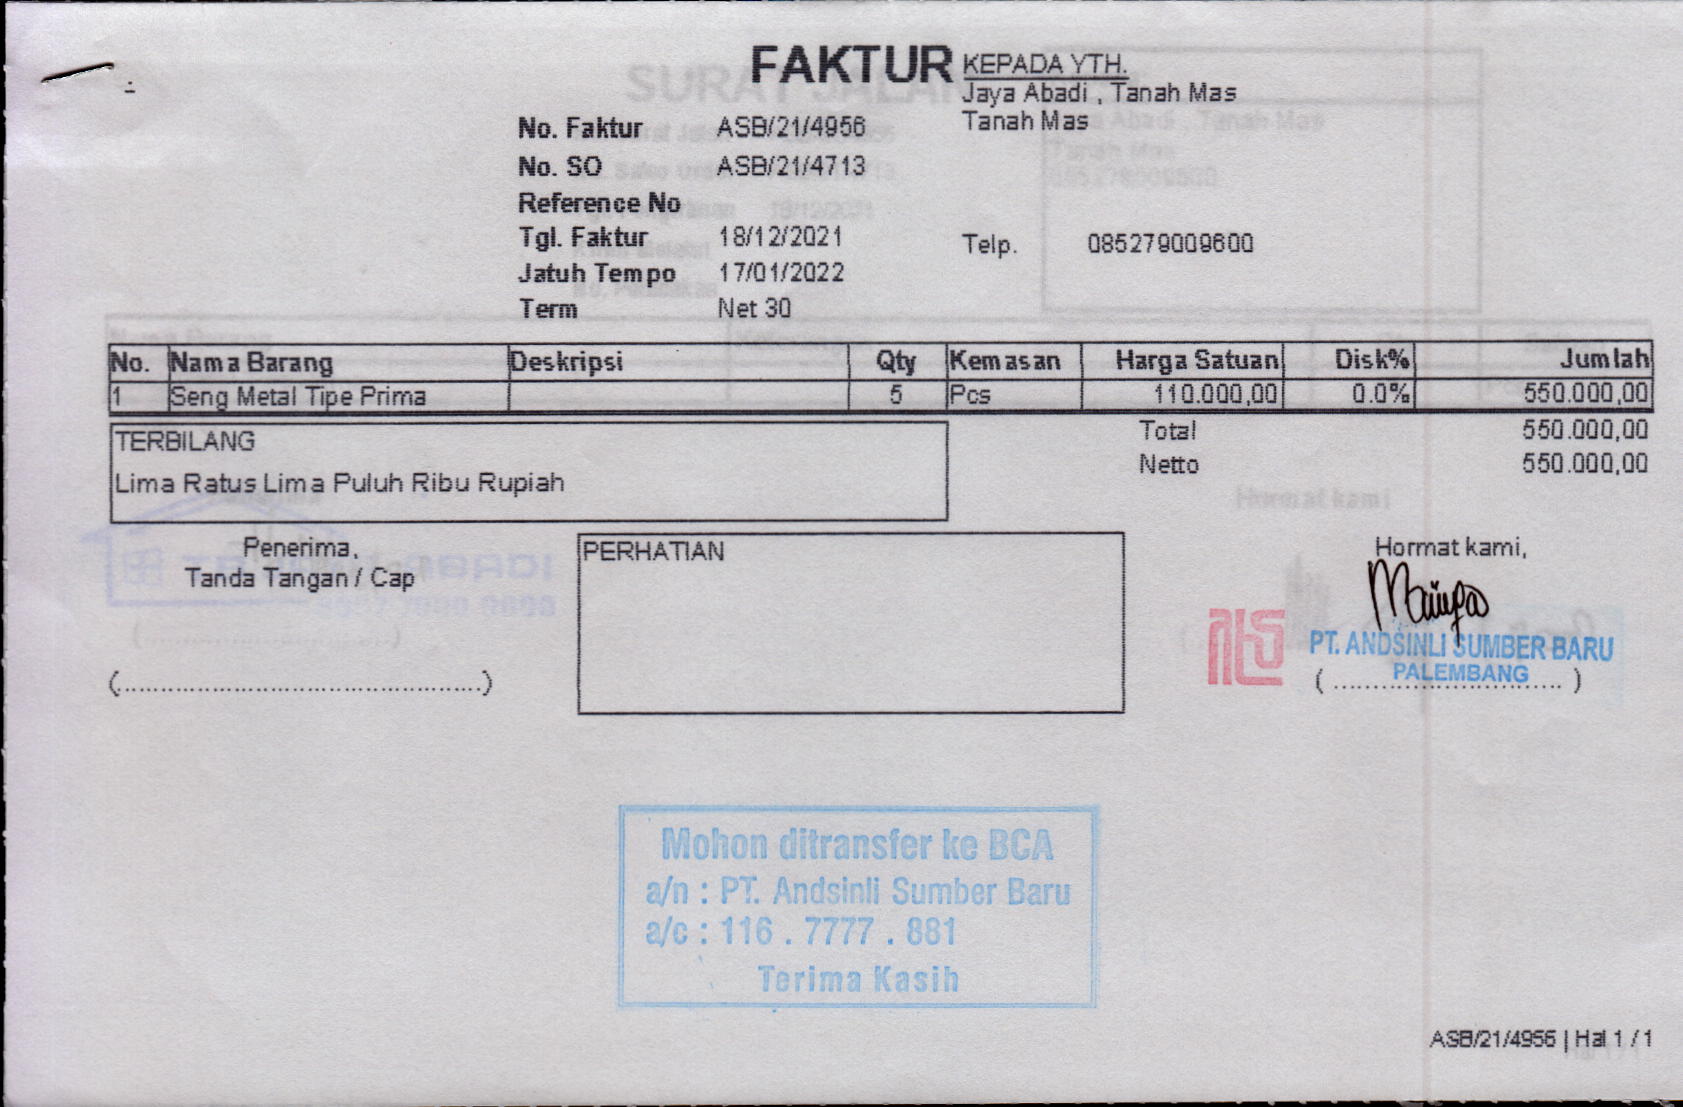 FAKTUR
KEPADA YTH.
Jaya Abadi , Tanah Mas
Tanah Mas
No. Faktur ASB/21/4956
No. SO ASB/21/4713
Reference No
Tgl. Faktur 18/12/2021
Telp. 085279009600
Jatuh Tempo 17/01/2022
Term Net 30
No. Nama Barang Deskripsi Qty Kemasan Harga Satuan Disk% Jumlah
1 Seng Metal Tipe Prima 5 Pcs 110.000,00 0.0% 550.000,00
Total 550.000,00
Netto 550.000,00
TERBILANG
Lima Ratus Lima Puluh Ribu Rupiah
Penerima,
Tanda Tangan / Cap
(................................................)
PERHATIAN
Hormat kami,
PT. ANDSINLI SUMBER BARU
PALEMBANG
( ............................. )
Mohon ditransfer ke BCA
a/n : PT. Andsinli Sumber Baru
a/c : 116 . 7777 . 881
Terima Kasih
ASB/21/4956 | Hal 1 / 1